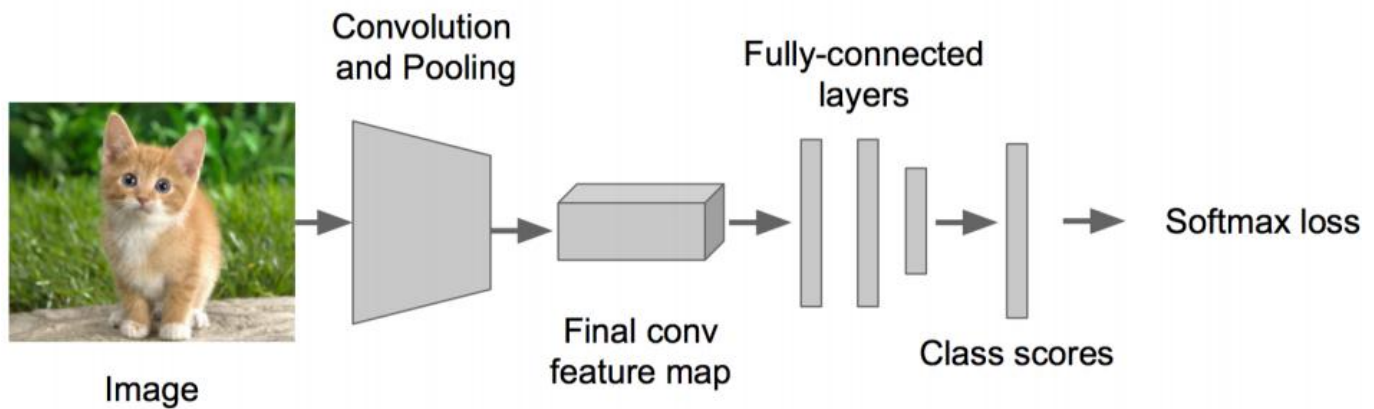 Convolution
and Pooling
Fully-connected
layers
Softmax loss
Final conv
feature map
Class scores
Image